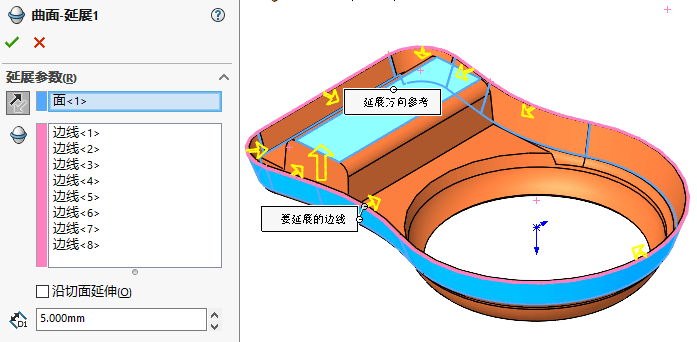 曲面-延展1
延展参数(R)
面<1>
边线<1>
边线<2>
边线<3>
边线<4>
边线<5>
边线<6>
边线<7>
边线<8>
沿切面延伸(O)
D1
5.000mm
延展方向参考
要延展的边线